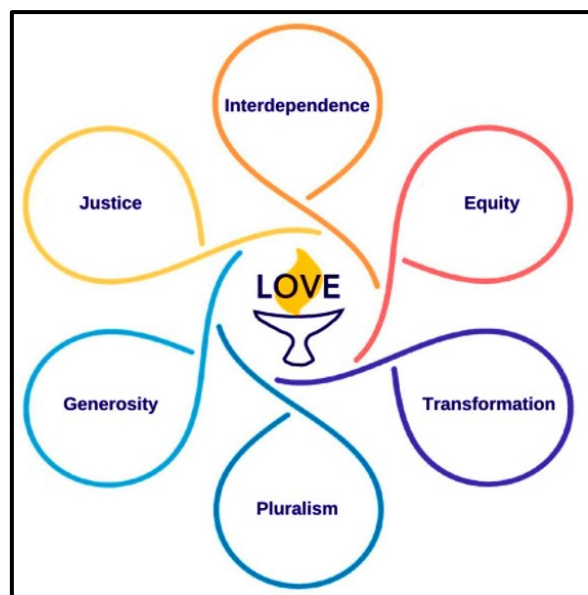 Interdependence
Justice
Equity
LOVE
Generosity
Transformation
Pluralism